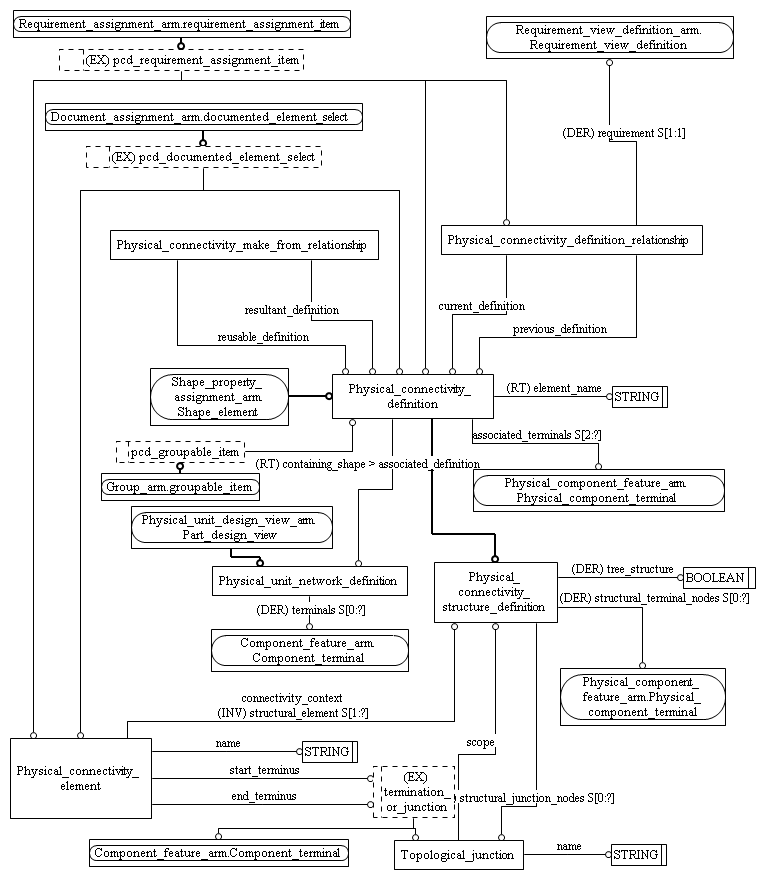 Requirement_assignment_arm.requirement_assignment_item
Requirement_view_definition_arm.
Requirement_view_definition
(EX) pcd_requirement_assignment_item
Document_assignment_arm.documented_element_select
(DER) requirement S[1:1]
(EX) pcd_documented_element_select
Physical_connectivity_make_from_relationship
Physical_connectivity_definition_relationship
resultant_definition
current_definition
reusable_definition
previous_definition
Shape_property_
assignment_arm.
Shape_element
Physical_connectivity_
definition
(RT) element_name
STRING
associated_terminals S[2:?]
pcd_groupable_item
(RT) containing_shape > associated_definition
Group_arm.groupable_item
Physical_component_feature_arm.
Physical_component_terminal
Physical_unit_design_view_arm.
Part_design_view
Physical_unit_network_definition
Physical_
connectivity_
structure_definition
(DER) tree_structure
BOOLEAN
(DER) structural_terminal_nodes S[0:?]
(DER) terminals S[0:?]
Component_feature_arm.
Component_terminal
Physical_component_
feature_arm.Physical_
component_terminal
connectivity_context
(INV) structural_element S[1:?]
name
STRING
scope
Physical_connectivity_
element
start_terminus
end_terminus
(EX)
termination_
or_junction
structural_junction_nodes S[0:?]
Component_feature_arm.Component_terminal
Topological_junction
name
STRING